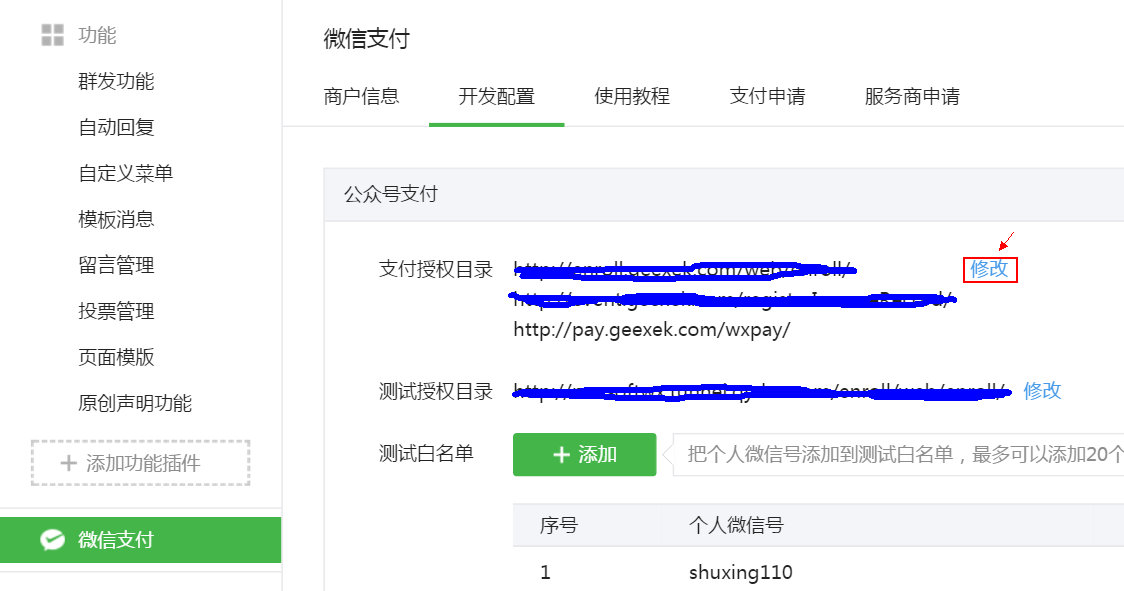 功能
群发功能
自动回复
自定义菜单
模板消息
留言管理
投票管理
页面模版
原创声明功能
添加功能插件
微信支付
微信支付
商户信息 开发配置 使用教程 支付申请 服务商申请
公众号支付
支付授权目录 修改
http://pay.geexek.com/wxpay/
测试授权目录 修改
测试白名单 添加 把个人微信号添加到测试白名单，最多可以添加20个
序号 个人微信号
1 shuxing110